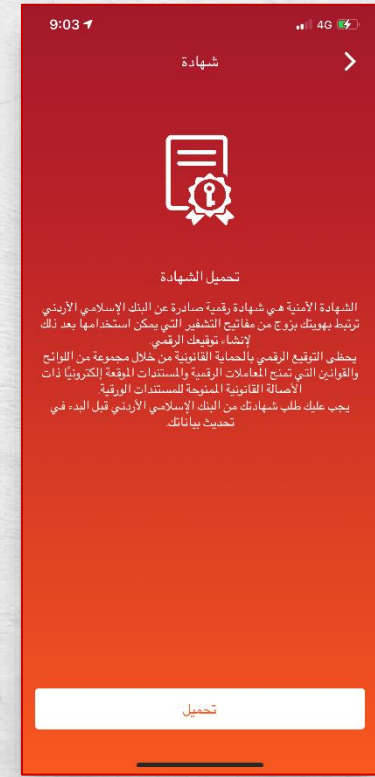 9:03
4G
شهادة
تحميل الشهادة
الشهادة الأمنية هي شهادة رقمية صادرة عن البنك الإسلامي الأردني
ترتبط بهويتك بزوج من مفاتيح التشفير التي يمكن استخدامها بعد ذلك
لإنشاء توقيعك الرقمي.
يحظى التوقيع الرقمي بالحماية القانونية من خلال مجموعة من اللوائح
والقوانين التي تمنح المعاملات الرقمية والمستندات الموقعة إلكترونيًا ذات
الأصالة القانونية الممنوحة للمستندات الورقية.
يجب عليك طلب شهادتك من البنك الإسلامي الأردني قبل البدء في
تحديث بياناتك.
تحميل